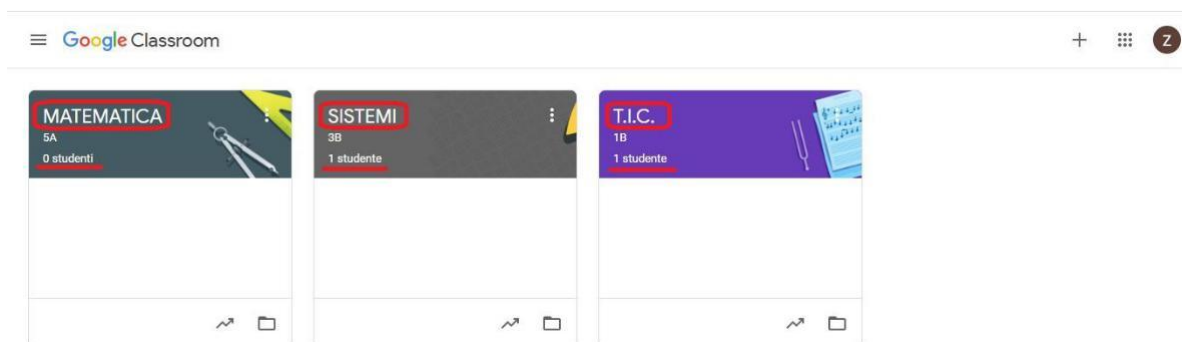 Google Classroom
Z
MATEMATICA
5A
0 studenti
SISTEMI
3B
1 studente
T.I.C.
1B
1 studente